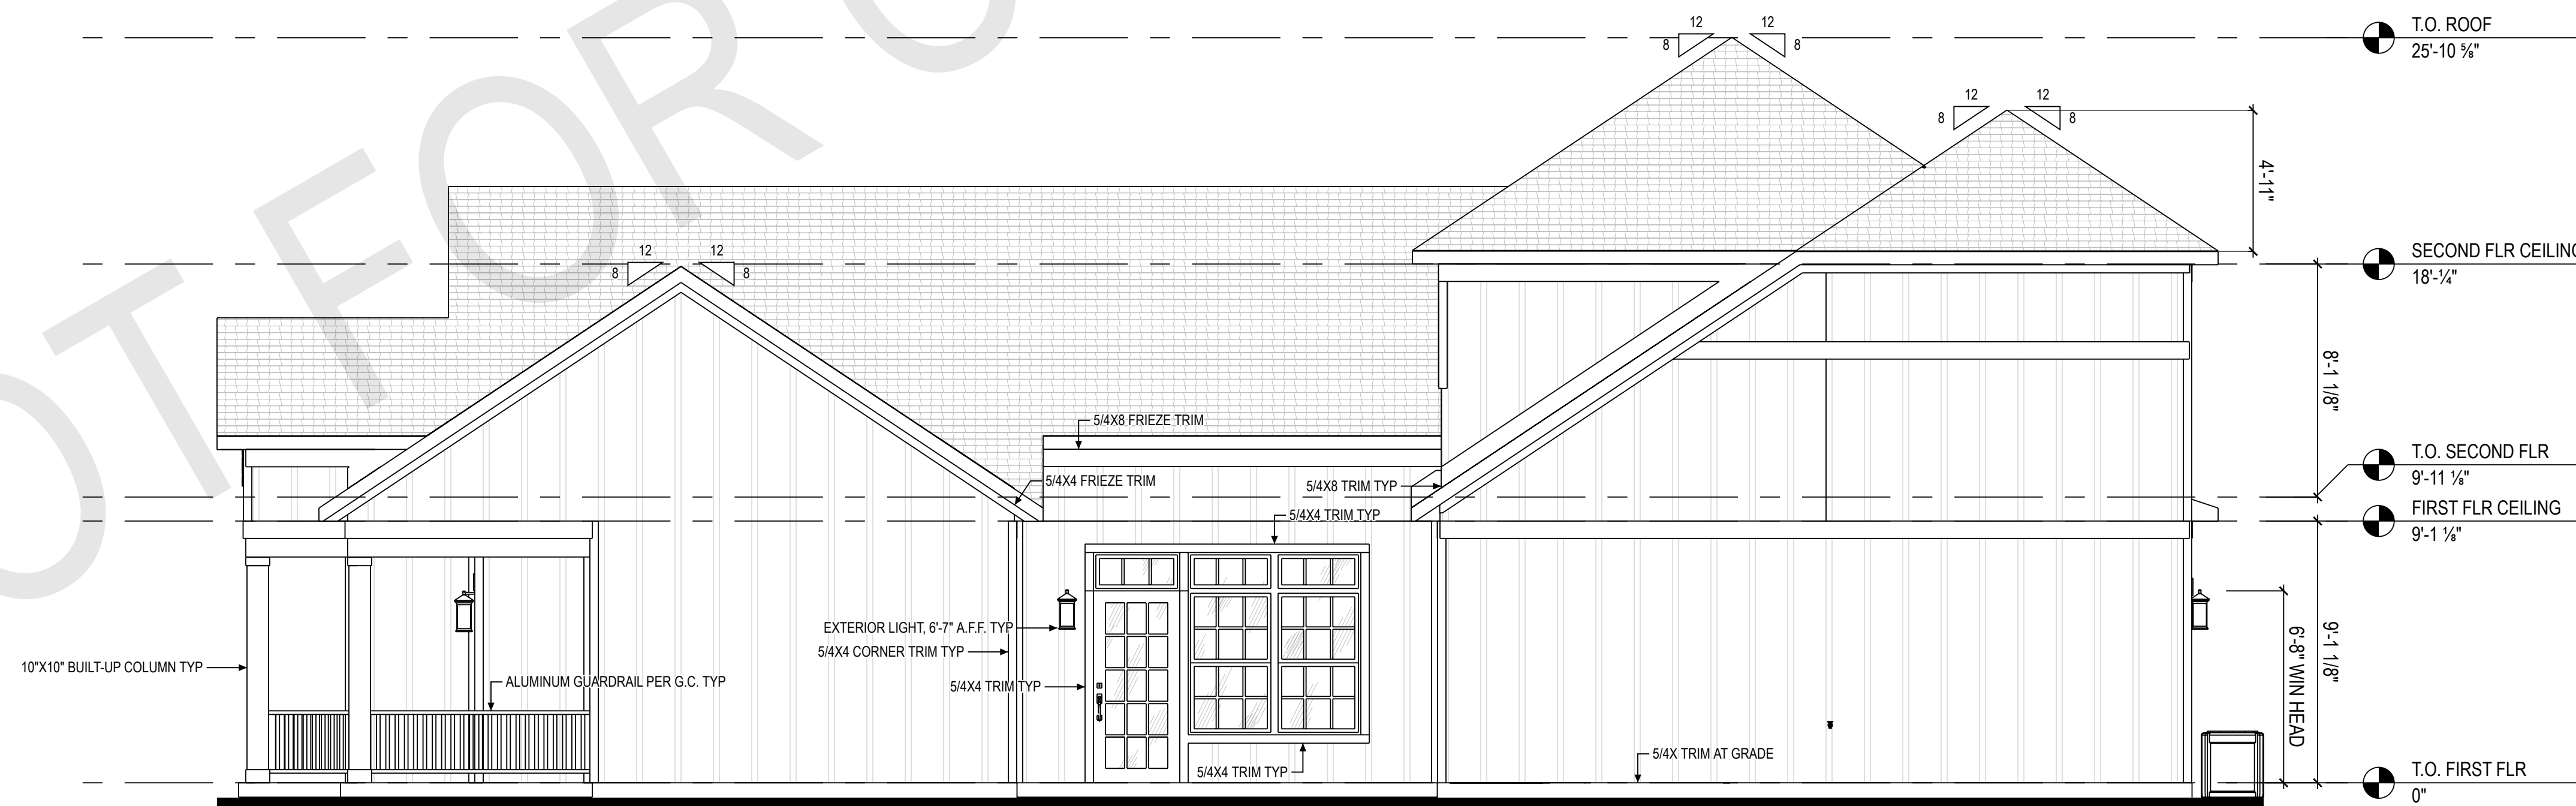 OT FOR C
12
12
8
8
T.O. ROOF
25'-10 ⅝"
12
12
8
8
4'-11"
12
12
8
8
SECOND FLR CEILING
18'-¼"
8'-1 1/8"
5/4X8 FRIEZE TRIM
5/4X4 FRIEZE TRIM
5/4X8 TRIM TYP
T.O. SECOND FLR
9'-11 ⅛"
5/4X4 TRIM TYP
FIRST FLR CEILING
9'-1 ⅛"
EXTERIOR LIGHT, 6'-7" A.F.F. TYP
5/4X4 CORNER TRIM TYP
10"X10" BUILT-UP COLUMN TYP
ALUMINUM GUARDRAIL PER G.C. TYP
5/4X4 TRIM TYP
6'-8" WIN HEAD
9'-1 1/8"
5/4X TRIM AT GRADE
5/4X4 TRIM TYP
T.O. FIRST FLR
0"